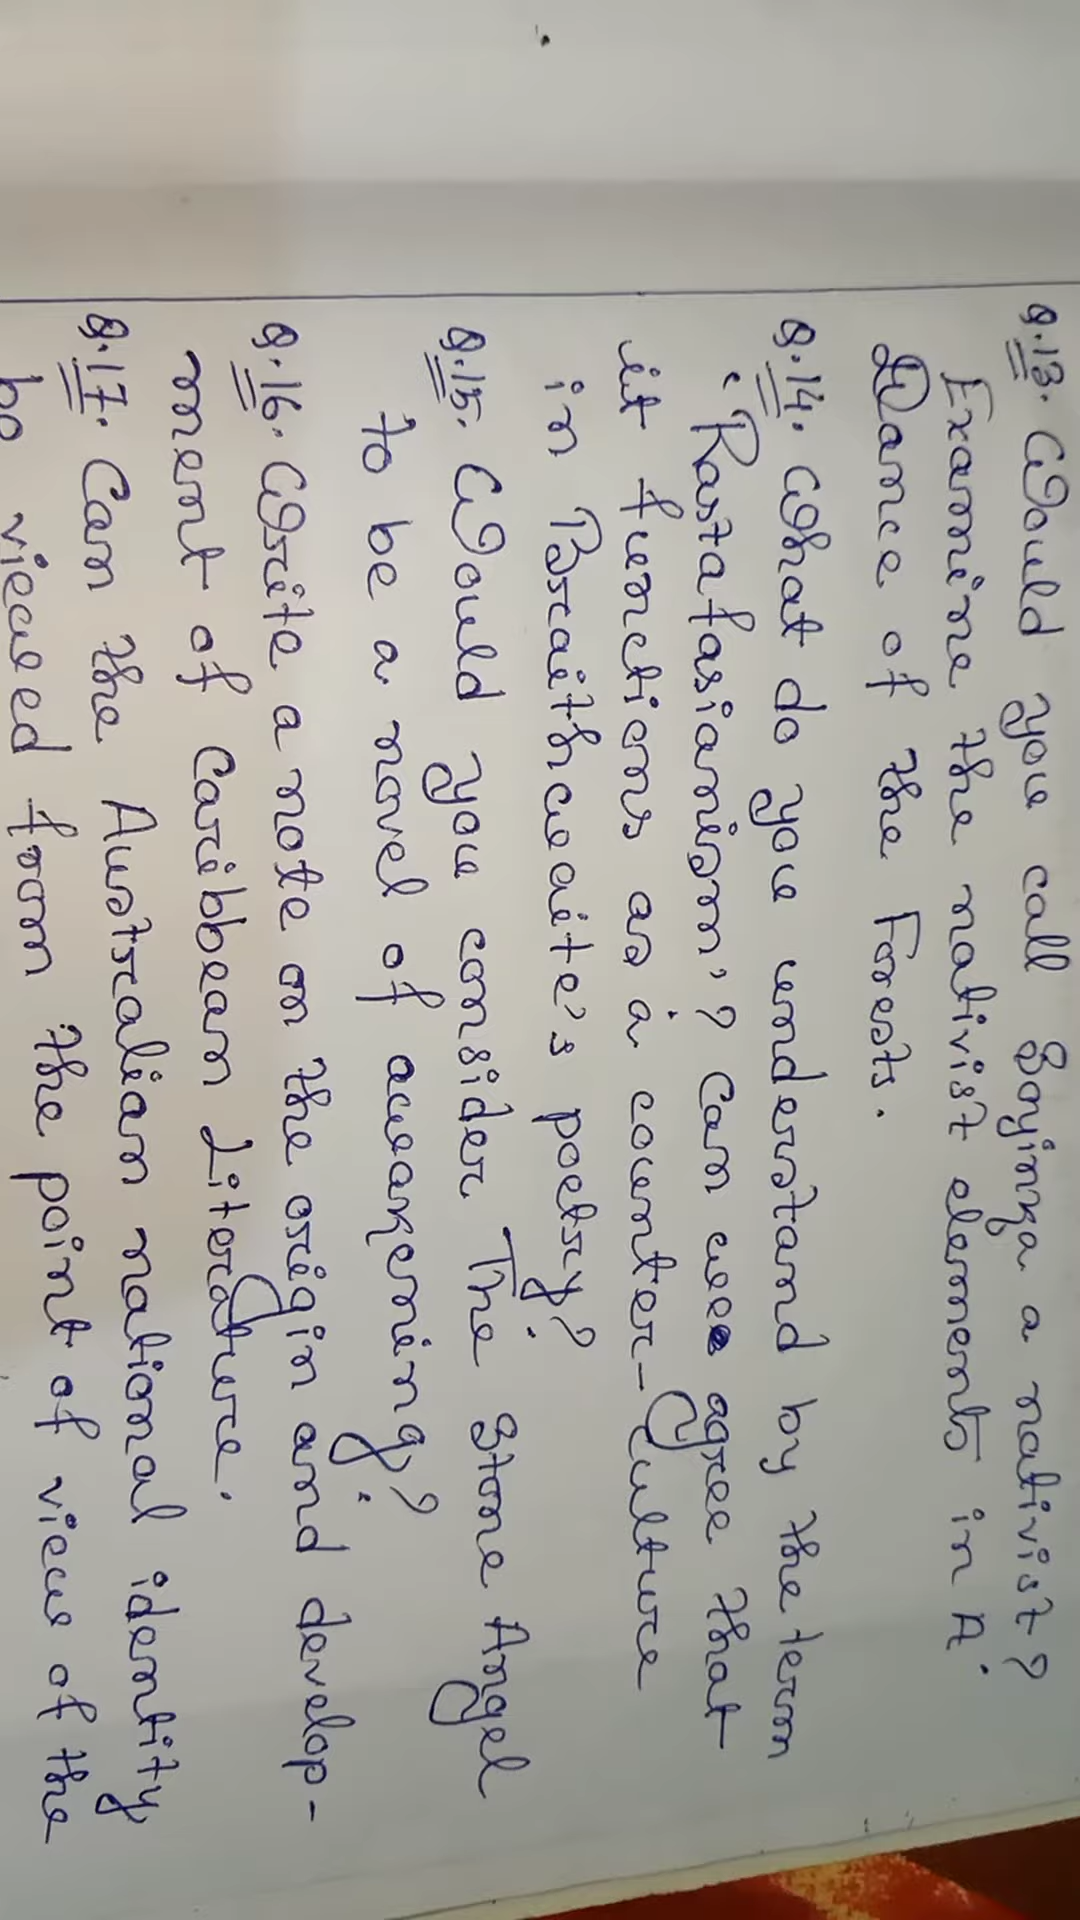 Q.13. Would you call Soyinka a nativist?
Examine the nativist elements in A
Dance of the Forests.
Q.14. What do you understand by the term
'Rastafasianism'? Can we agree that
it functions as a counter-Culture
in Braithwaite's poetry?
Q.15. Would you consider The Stone Angel
to be a novel of awakening?
Q.16. Write a note on the origin and develop-
ment of Caribbean Literature.
Q.17. Can the Australian national identity
be viewed from the point of view of the